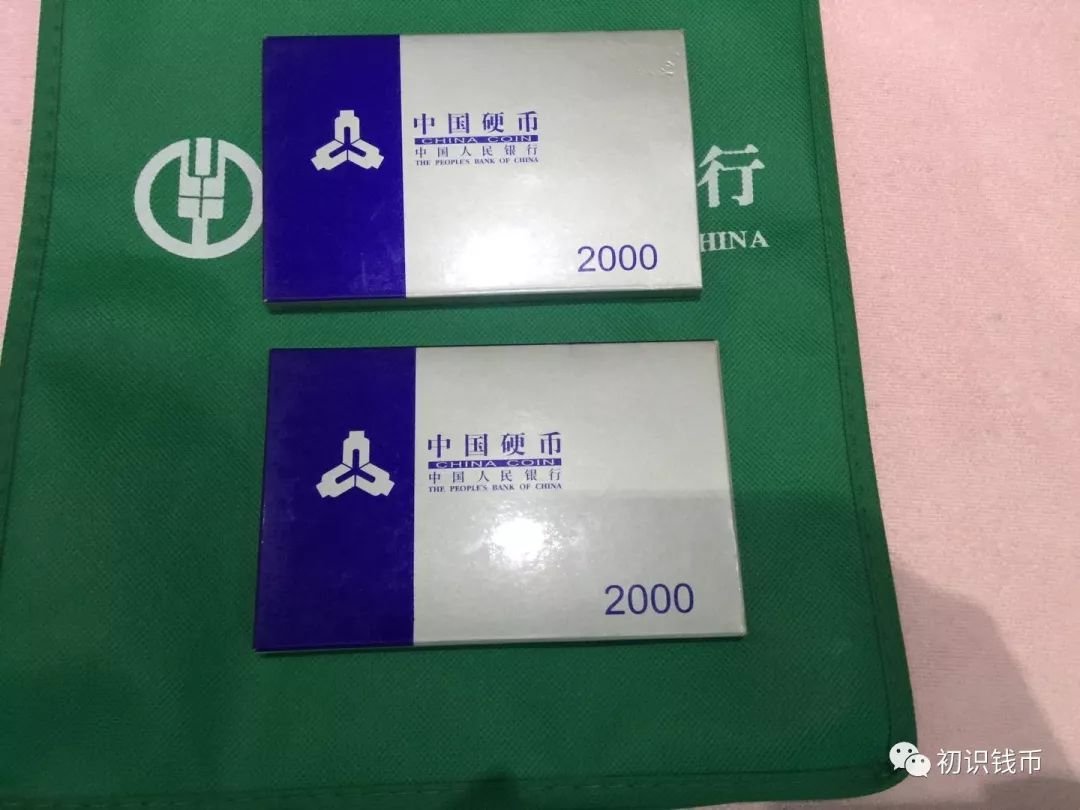 中国硬币
CHINA COIN
中国人民银行
THE PEOPLE'S BANK OF CHINA
2000
行
HINA
中国硬币
CHINA COIN
中国人民银行
THE PEOPLE'S BANK OF CHINA
2000
初识钱币